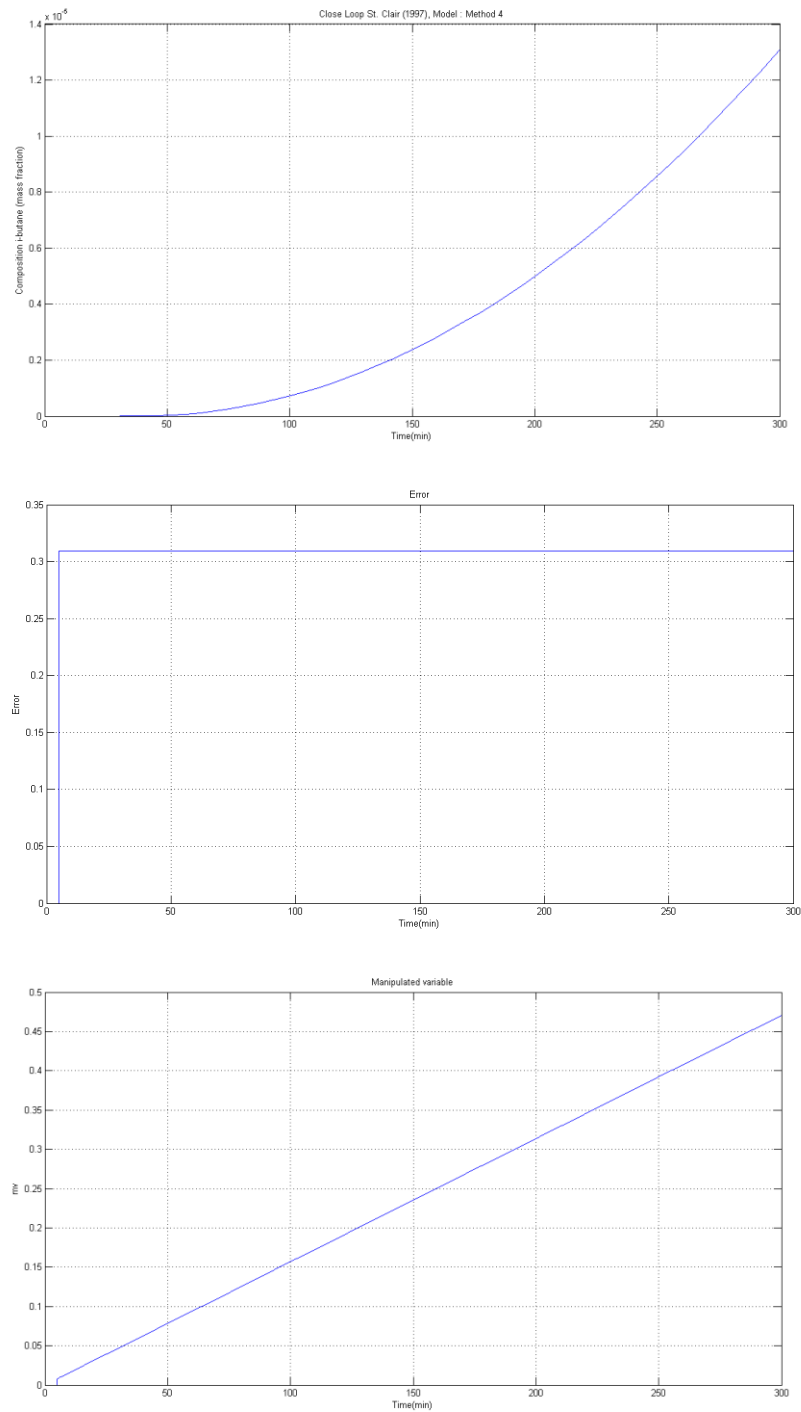 x 10⁻⁶
Close Loop St. Clair (1997), Model : Method 4
1.4
1.2
1
0.8
0.6
0.4
0.2
0
Composition i-butane (mass fraction)
50 100 150 200 250 300
Time(min)
Error
0.35
0.3
0.25
0.2
0.15
0.1
0.05
0
Error
0 50 100 150 200 250 300
Time(min)
Manipulated variable
0.5
0.45
0.4
0.35
0.3
0.25
0.2
0.15
0.1
0.05
0
mv
0 50 100 150 200 250 300
Time(min)